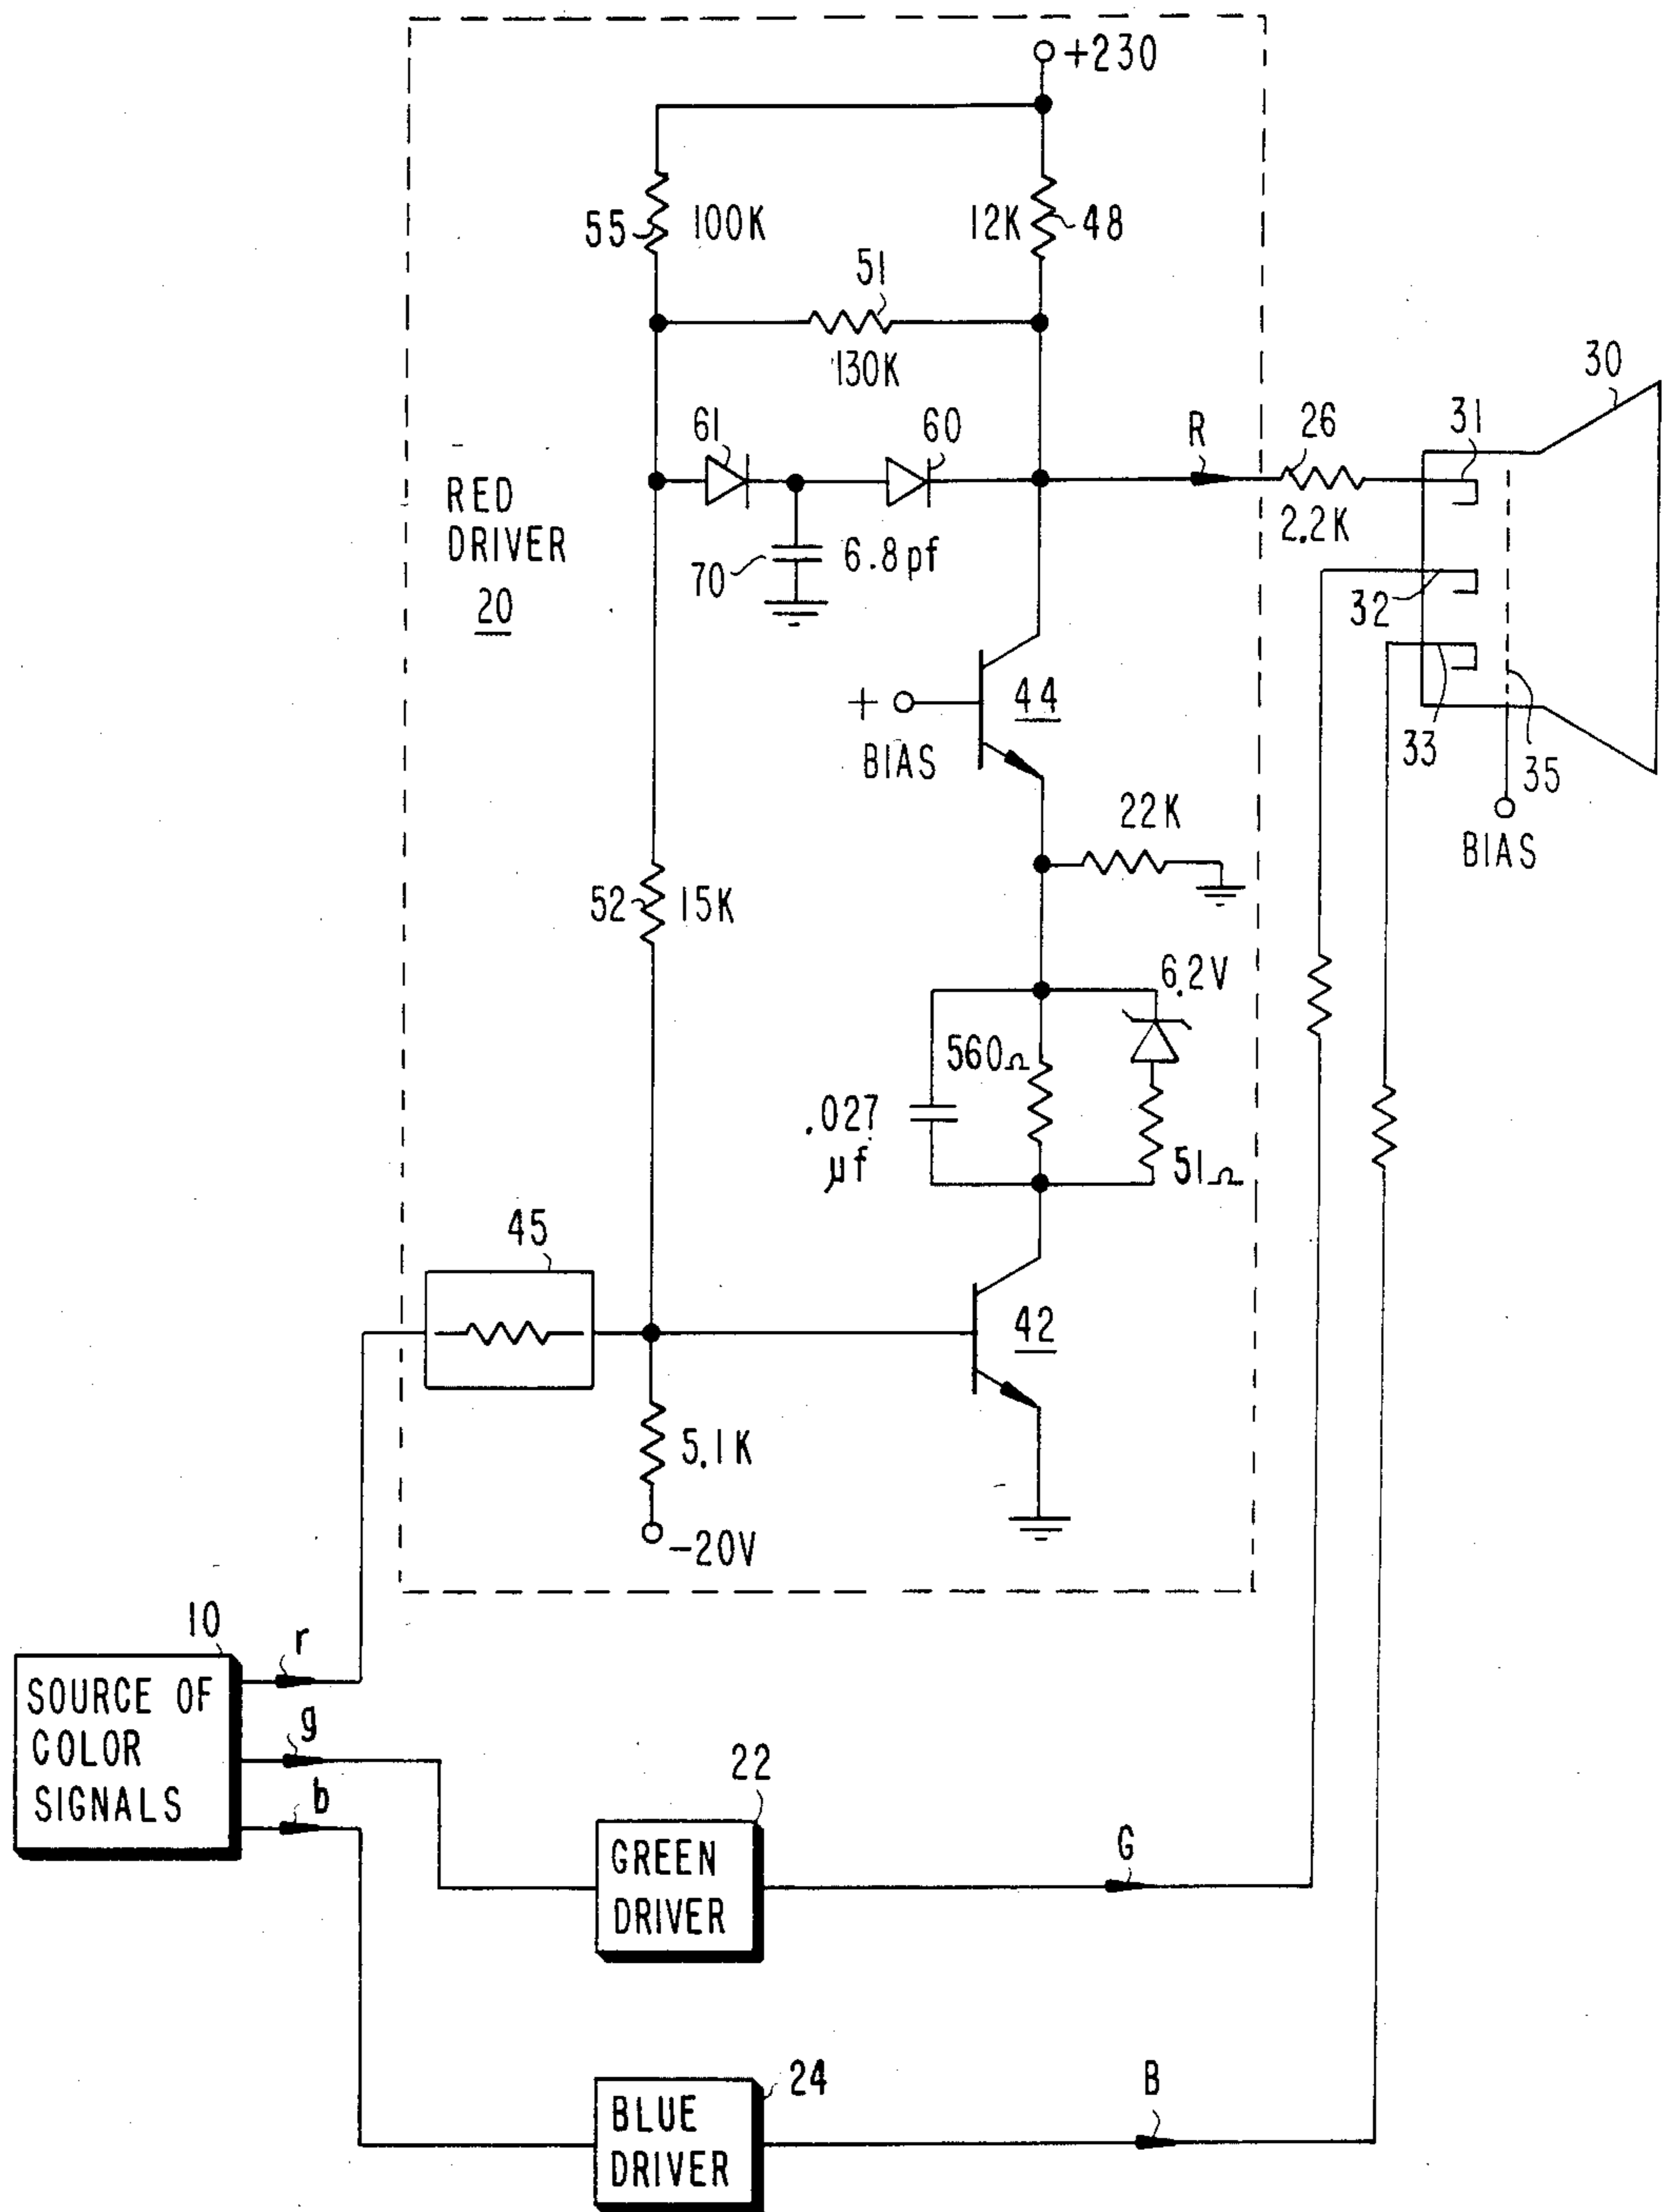 +230
55
100K
12K
48
51
130K
30
61
60
R
26
31
RED
DRIVER
20
70
6.8 pf
2.2K
32
+
BIAS
44
33
35
22K
BIAS
52
15K
6.2V
560Ω
.027
µf
51Ω
45
42
5.1K
-20V
10
r
SOURCE OF
COLOR
SIGNALS
g
b
22
GREEN
DRIVER
G
24
BLUE
DRIVER
B